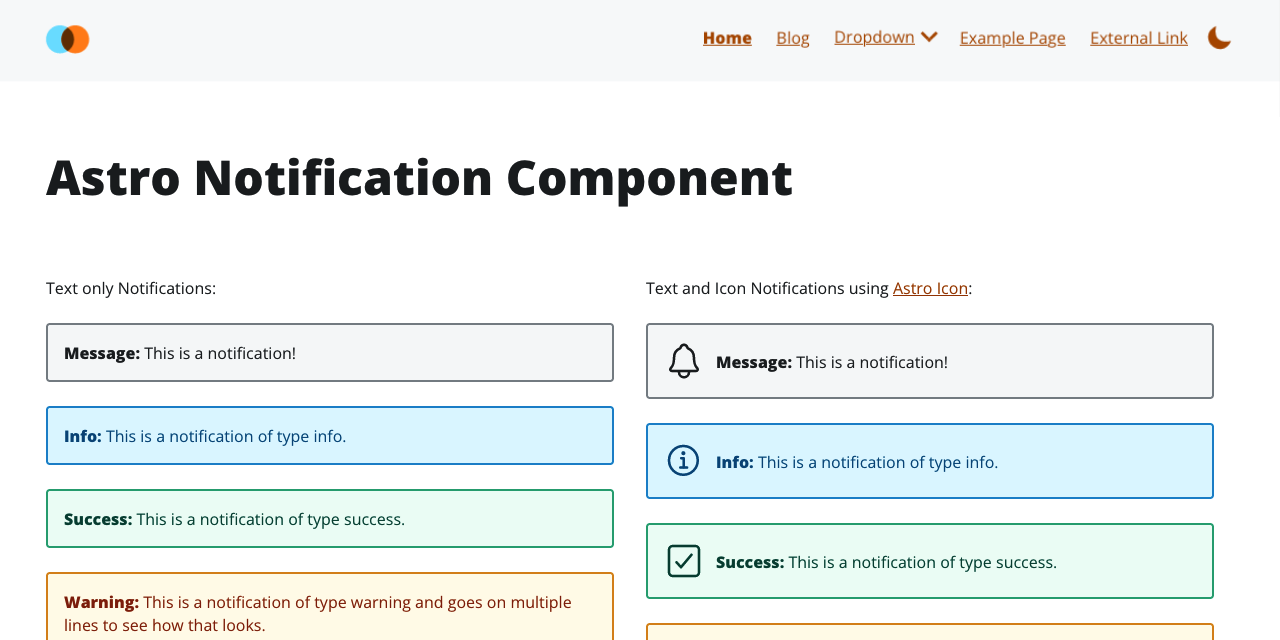 Home Blog Dropdown Example Page External Link
Astro Notification Component
Text only Notifications:
Message: This is a notification!
Info: This is a notification of type info.
Success: This is a notification of type success.
Warning: This is a notification of type warning and goes on multiple
lines to see how that looks.
Text and Icon Notifications using Astro Icon:
Message: This is a notification!
Info: This is a notification of type info.
Success: This is a notification of type success.